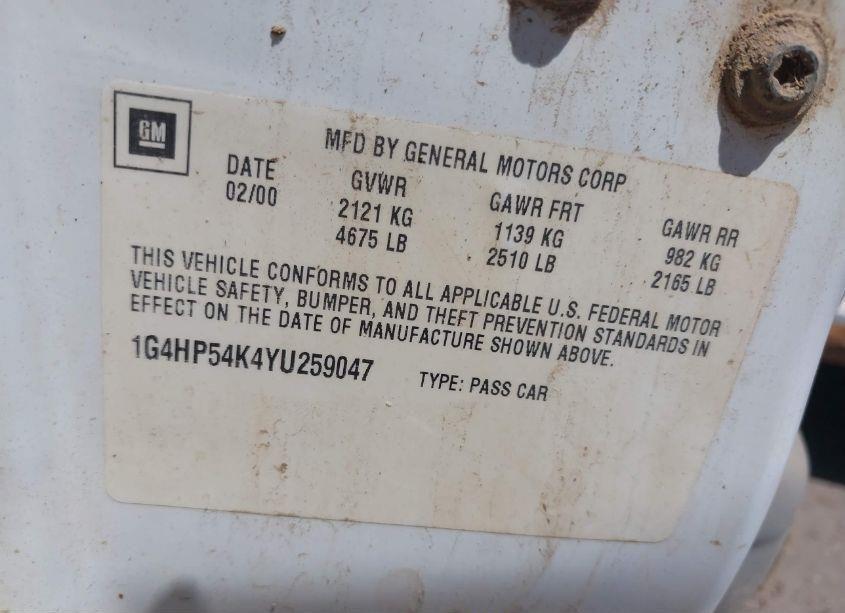 GM
MFD BY GENERAL MOTORS CORP
DATE GVWR GAWR FRT GAWR RR
02/00 2121 KG 1139 KG 982 KG
4675 LB 2510 LB 2165 LB
THIS VEHICLE CONFORMS TO ALL APPLICABLE U.S. FEDERAL MOTOR
VEHICLE SAFETY, BUMPER, AND THEFT PREVENTION STANDARDS IN
EFFECT ON THE DATE OF MANUFACTURE SHOWN ABOVE.
1G4HP54K4YU259047 TYPE: PASS CAR